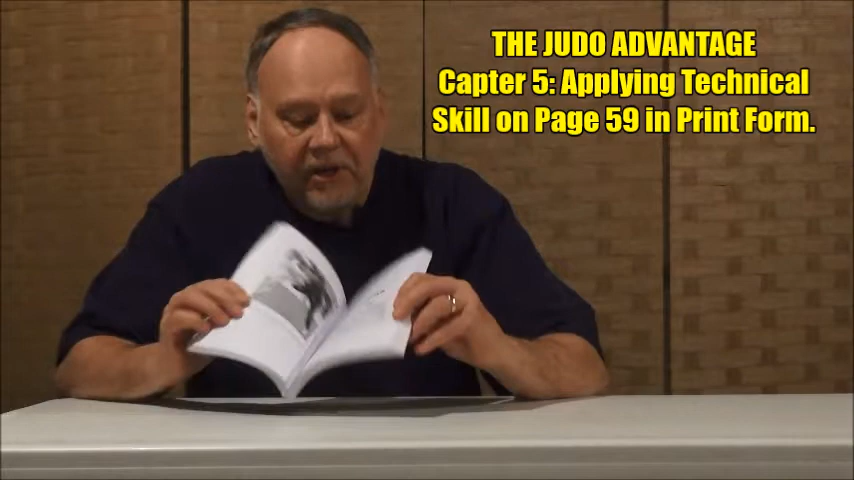 THE JUDO ADVANTAGE
Capter 5: Applying Technical
Skill on Page 59 in Print Form.